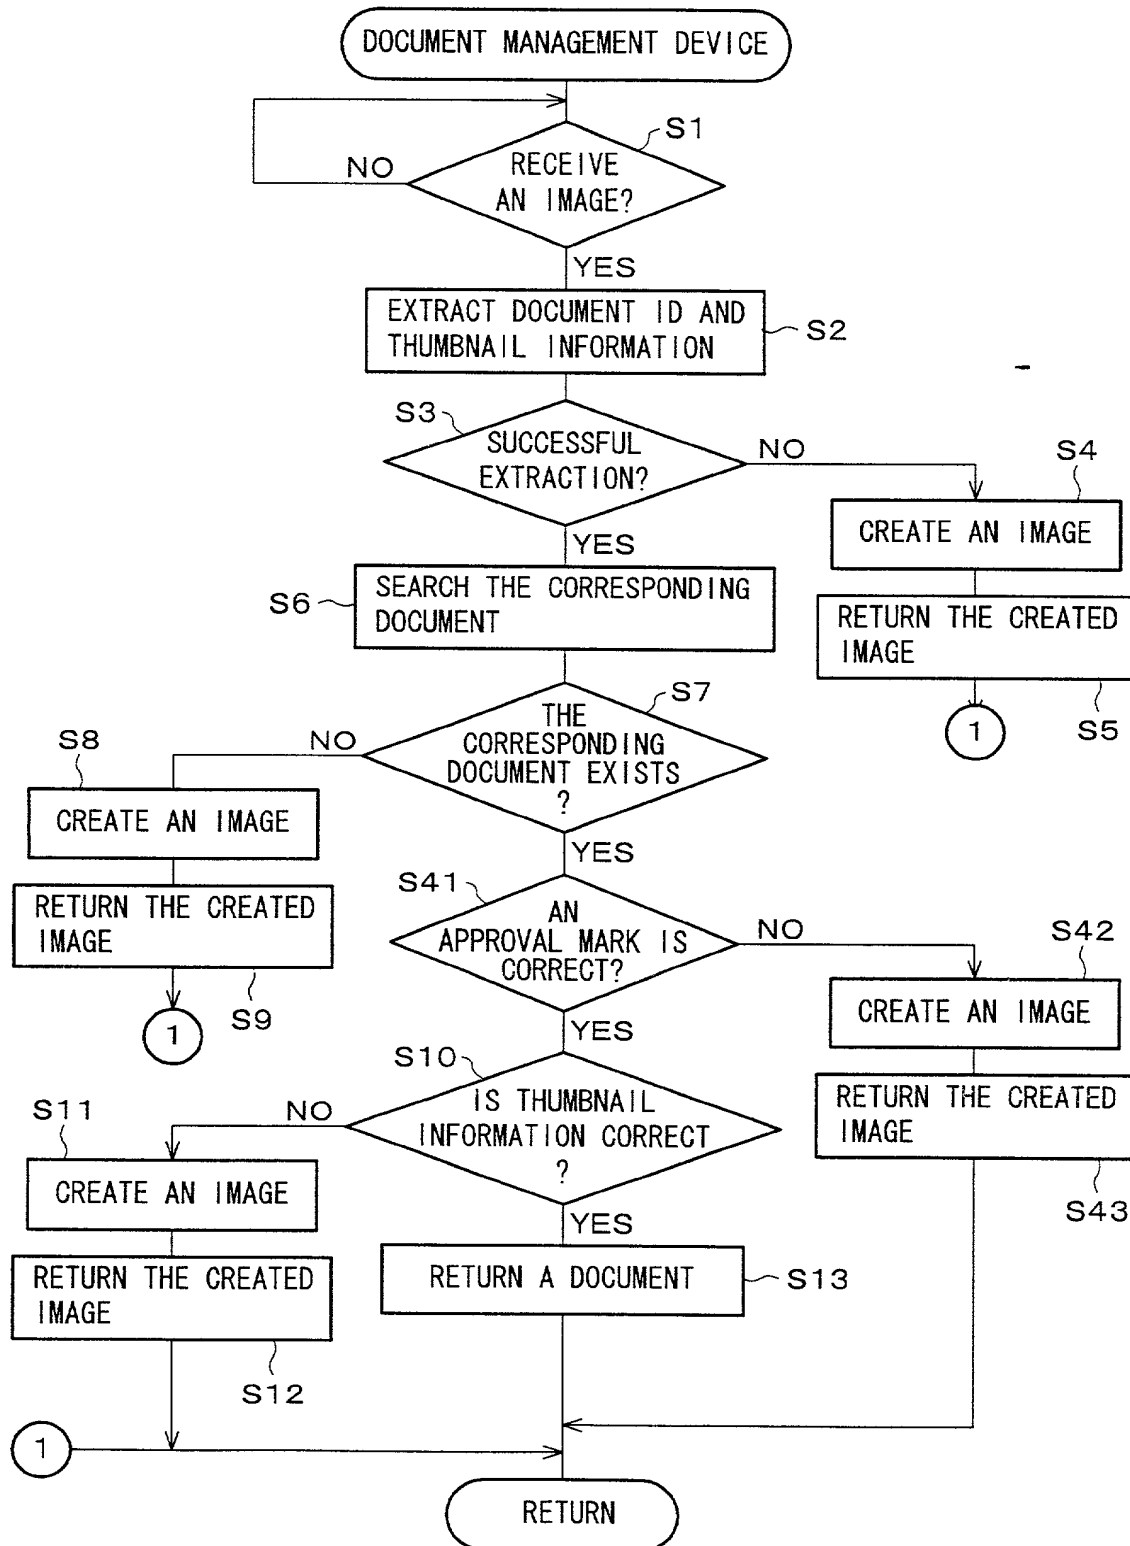 DOCUMENT MANAGEMENT DEVICE
S1
NO
RECEIVE
AN IMAGE?
YES
EXTRACT DOCUMENT ID AND
THUMBNAIL INFORMATION
S2
S3
SUCCESSFUL
EXTRACTION?
NO
YES
S4
CREATE AN IMAGE
RETURN THE CREATED
IMAGE
S5
1
S6
SEARCH THE CORRESPONDING
DOCUMENT
S7
THE
CORRESPONDING
DOCUMENT EXISTS
?
NO
YES
S8
CREATE AN IMAGE
RETURN THE CREATED
IMAGE
S9
1
S41
AN
APPROVAL MARK IS
CORRECT?
NO
YES
S42
CREATE AN IMAGE
RETURN THE CREATED
IMAGE
S43
S10
IS THUMBNAIL
INFORMATION CORRECT
?
NO
YES
S11
CREATE AN IMAGE
RETURN THE CREATED
IMAGE
S12
RETURN A DOCUMENT
S13
1
RETURN